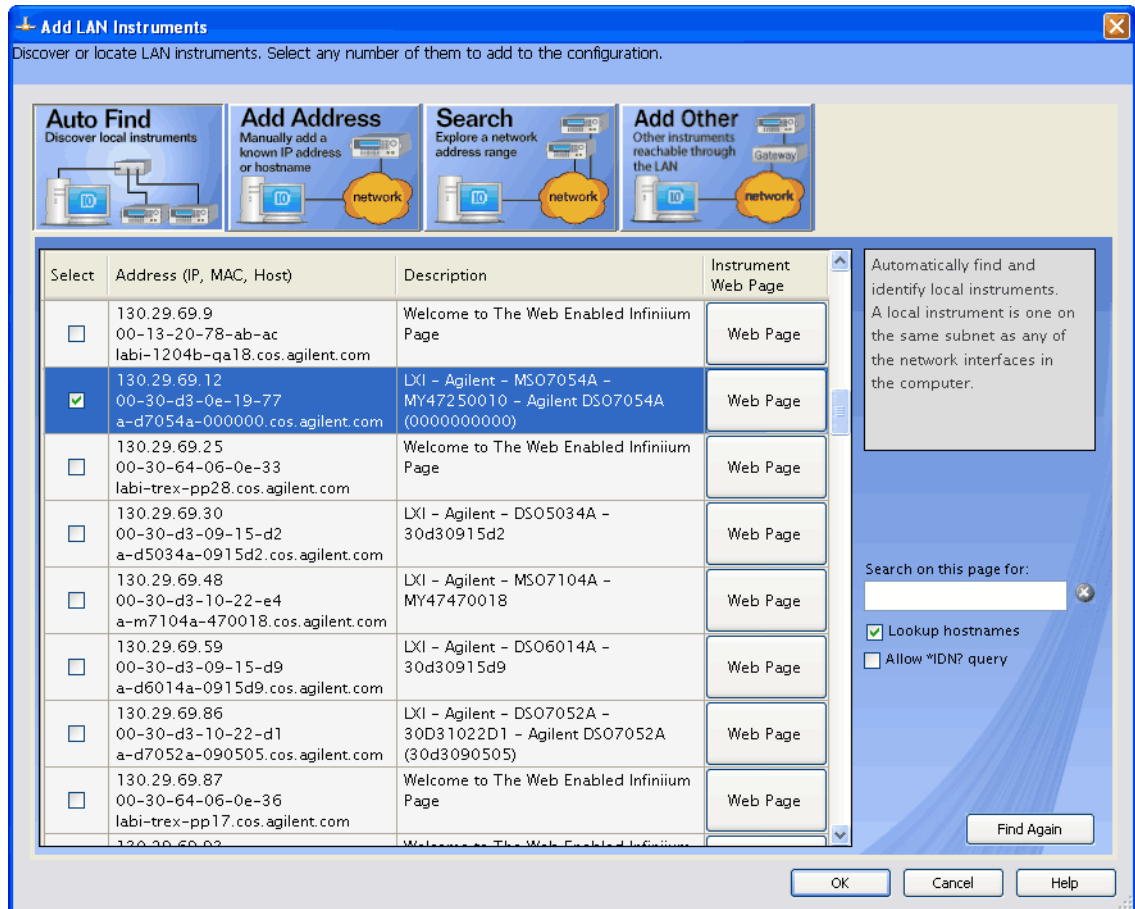 Add LAN Instruments
Discover or locate LAN instruments. Select any number of them to add to the configuration.
Auto Find
Discover local instruments
IO
Add Address
Manually add a
known IP address
or hostname
IO
network
Search
Explore a network
address range
IO
network
Add Other
Other instruments
reachable through
the LAN
Gateway
IO
network
Select
Address (IP, MAC, Host)
Description
Instrument
Web Page
130.29.69.9
00-13-20-78-ab-ac
labi-1204b-qa18.cos.agilent.com
Welcome to The Web Enabled Infiniium
Page
Web Page
130.29.69.12
00-30-d3-0e-19-77
a-d7054a-000000.cos.agilent.com
LXI - Agilent - MSO7054A -
MY47250010 - Agilent DSO7054A
(0000000000)
Web Page
130.29.69.25
00-30-64-06-0e-33
labi-trex-pp28.cos.agilent.com
Welcome to The Web Enabled Infiniium
Page
Web Page
130.29.69.30
00-30-d3-09-15-d2
a-d5034a-0915d2.cos.agilent.com
LXI - Agilent - DSO5034A -
30d30915d2
Web Page
130.29.69.48
00-30-d3-10-22-e4
a-m7104a-470018.cos.agilent.com
LXI - Agilent - MSO7104A -
MY47470018
Web Page
130.29.69.59
00-30-d3-09-15-d9
a-d6014a-0915d9.cos.agilent.com
LXI - Agilent - DSO6014A -
30d30915d9
Web Page
130.29.69.86
00-30-d3-10-22-d1
a-d7052a-090505.cos.agilent.com
LXI - Agilent - DSO7052A -
30D31022D1 - Agilent DSO7052A
(30d3090505)
Web Page
130.29.69.87
00-30-64-06-0e-36
labi-trex-pp17.cos.agilent.com
Welcome to The Web Enabled Infiniium
Page
Web Page
Welcome to The Web Enabled Infiniium
Automatically find and
identify local instruments.
A local instrument is one on
the same subnet as any of
the network interfaces in
the computer.
Search on this page for:
Lookup hostnames
Allow *IDN? query
Find Again
OK
Cancel
Help